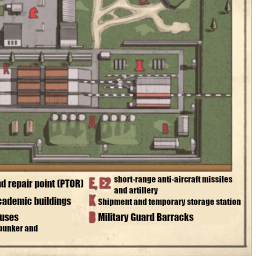 K
nd repair point (PTOR)
cademic buildings
uses
bunker and
E, E2 short-range anti-aircraft missiles
and artillery
K Shipment and temporary storage station
B Military Guard Barracks